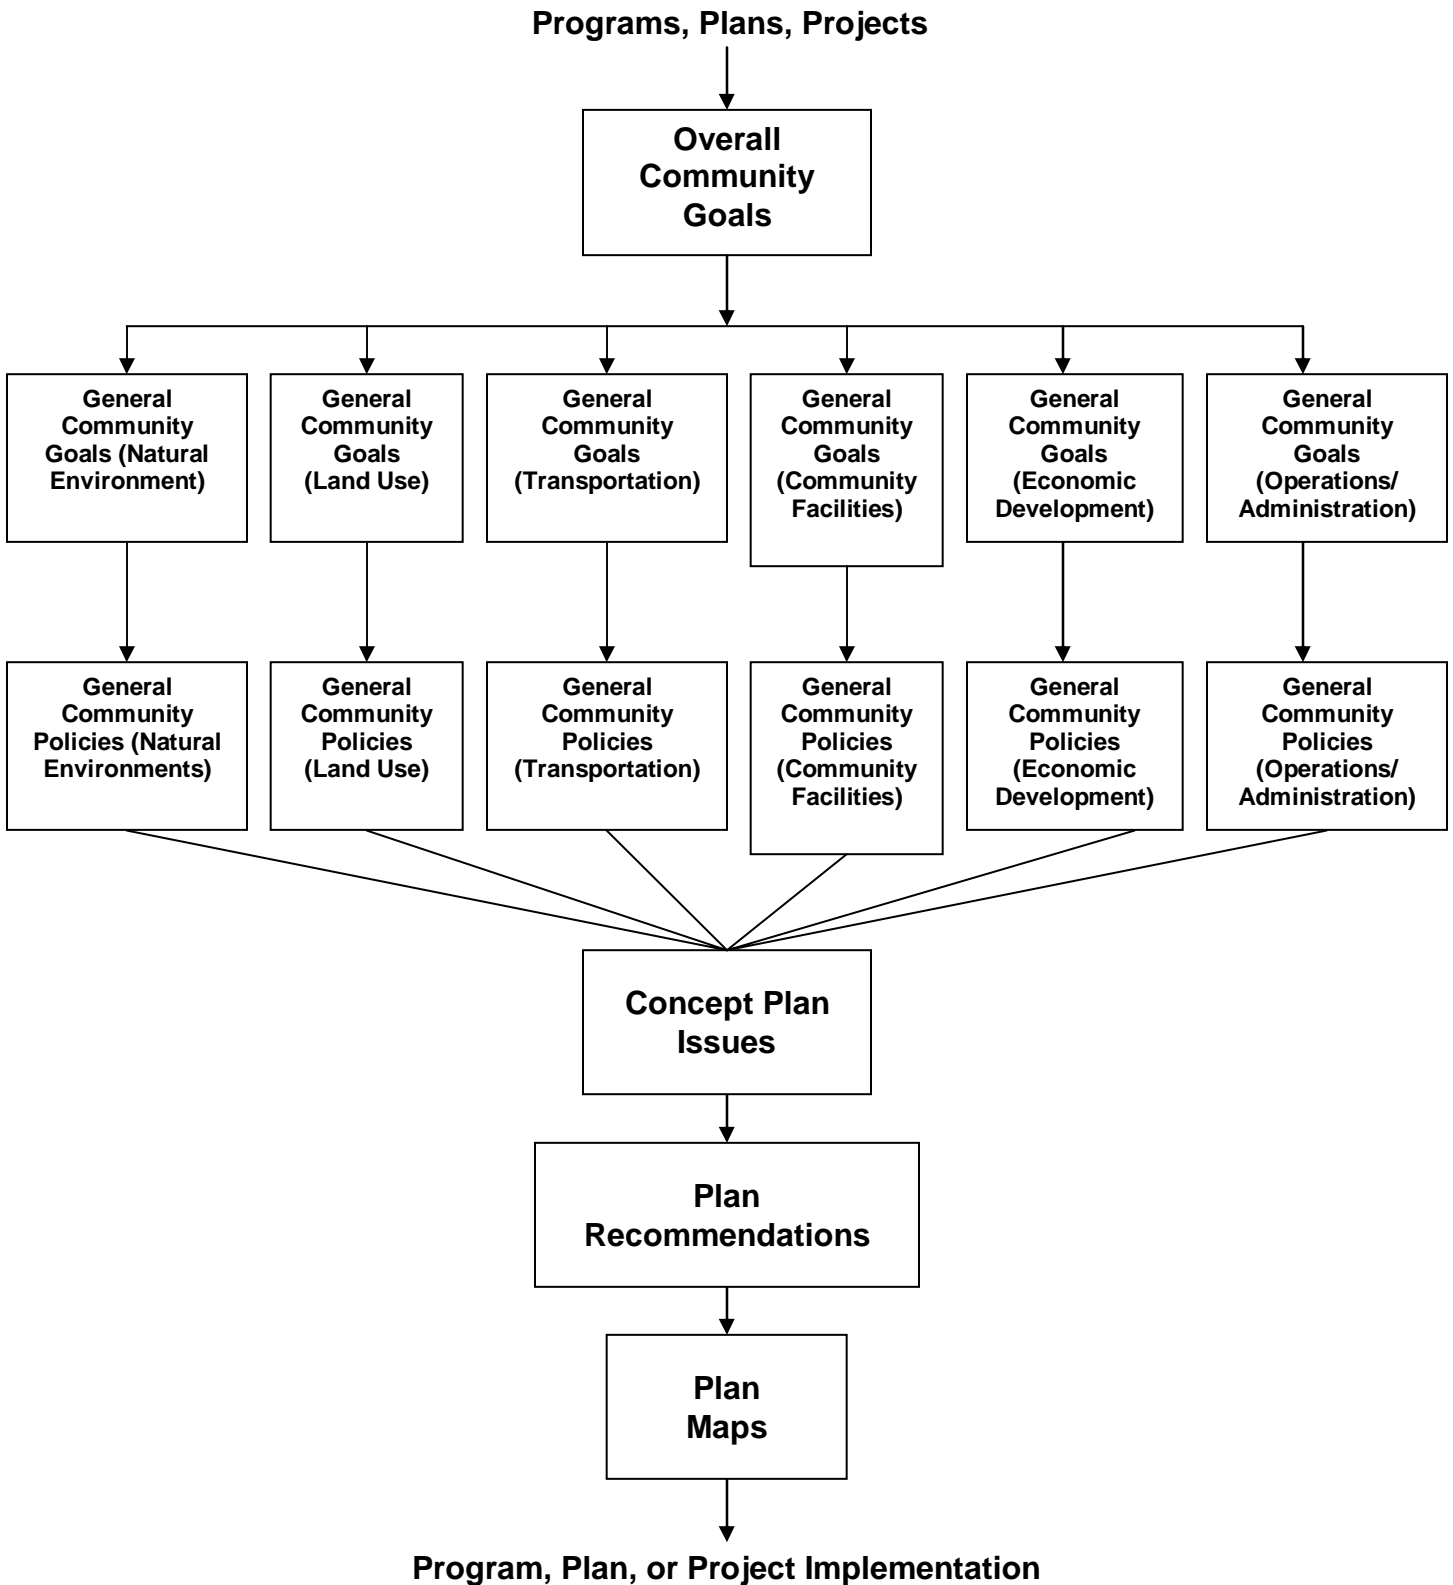 Programs, Plans, Projects
Overall
Community
Goals
General
Community
Goals (Natural
Environment)
General
Community
Goals
(Land Use)
General
Community
Goals
(Transportation)
General
Community
Goals
(Community
Facilities)
General
Community
Goals
(Economic
Development)
General
Community
Goals
(Operations/
Administration)
General
Community
Policies (Natural
Environments)
General
Community
Policies
(Land Use)
General
Community
Policies
(Transportation)
General
Community
Policies
(Community
Facilities)
General
Community
Policies
(Economic
Development)
General
Community
Policies
(Operations/
Administration)
Concept Plan
Issues
Plan
Recommendations
Plan
Maps
Program, Plan, or Project Implementation